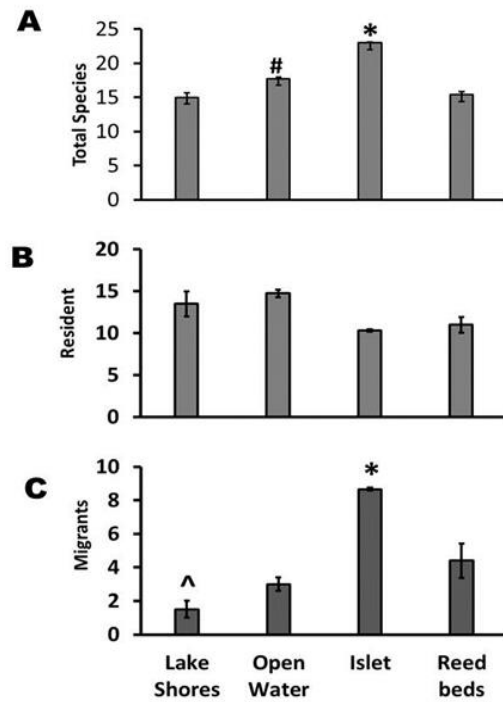 A
Total Species
25
20
15
10
5
0
#
*
B
Resident
20
15
10
5
0
C
Migrants
10
8
6
4
2
0
^
*
Lake Shores
Open Water
Islet
Reed beds